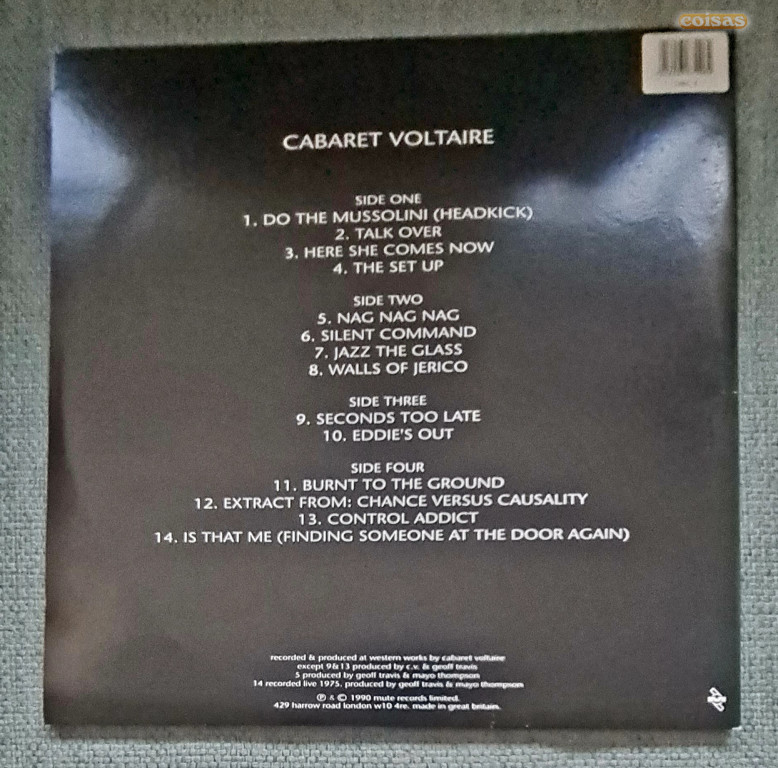 coisas
CABARET VOLTAIRE
SIDE ONE
1. DO THE MUSSOLINI (HEADKICK)
2. TALK OVER
3. HERE SHE COMES NOW
4. THE SET UP
SIDE TWO
5. NAG NAG NAG
6. SILENT COMMAND
7. JAZZ THE GLASS
8. WALLS OF JERICO
SIDE THREE
9. SECONDS TOO LATE
10. EDDIE'S OUT
SIDE FOUR
11. BURNT TO THE GROUND
12. EXTRACT FROM: CHANCE VERSUS CAUSALITY
13. CONTROL ADDICT
14. IS THAT ME (FINDING SOMEONE AT THE DOOR AGAIN)
recorded & produced at western works by cabaret voltaire
except 9&13 produced by c.v. & geoff travis
5 produced by geoff travis & mayo thompson
14 recorded live 1975. produced by geoff travis & mayo thompson
℗ & © 1990 mute records limited.
429 harrow road london w10 4re. made in great britain.